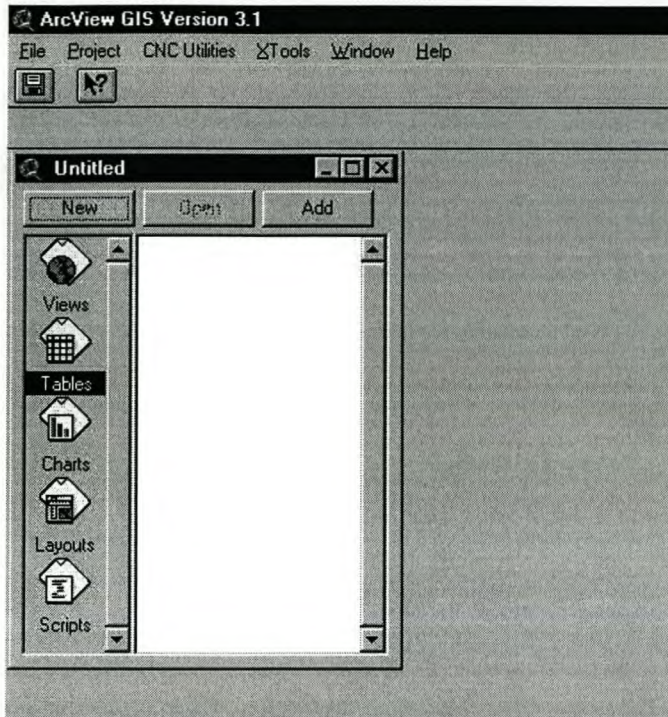 ArcView GIS Version 3.1
File Project CNC Utilities XTools Window Help
Untitled
New Open Add
Views
Tables
Charts
Layouts
Scripts